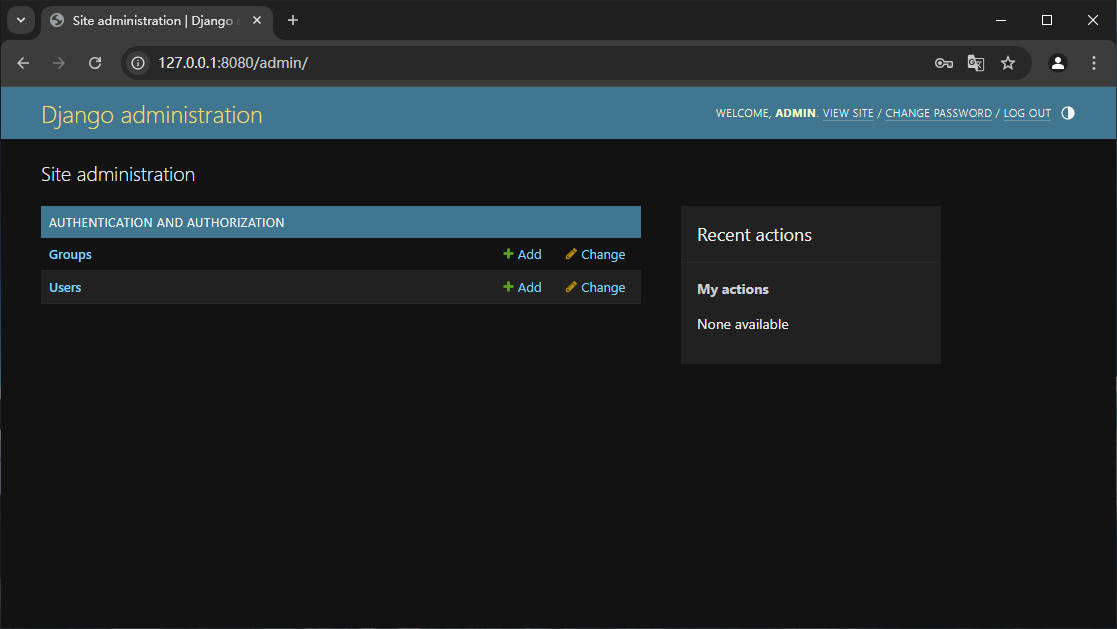 Site administration | Django
127.0.0.1:8080/admin/
Django administration
WELCOME, ADMIN. VIEW SITE / CHANGE PASSWORD / LOG OUT
Site administration
AUTHENTICATION AND AUTHORIZATION
Groups Add Change
Users Add Change
Recent actions
My actions
None available